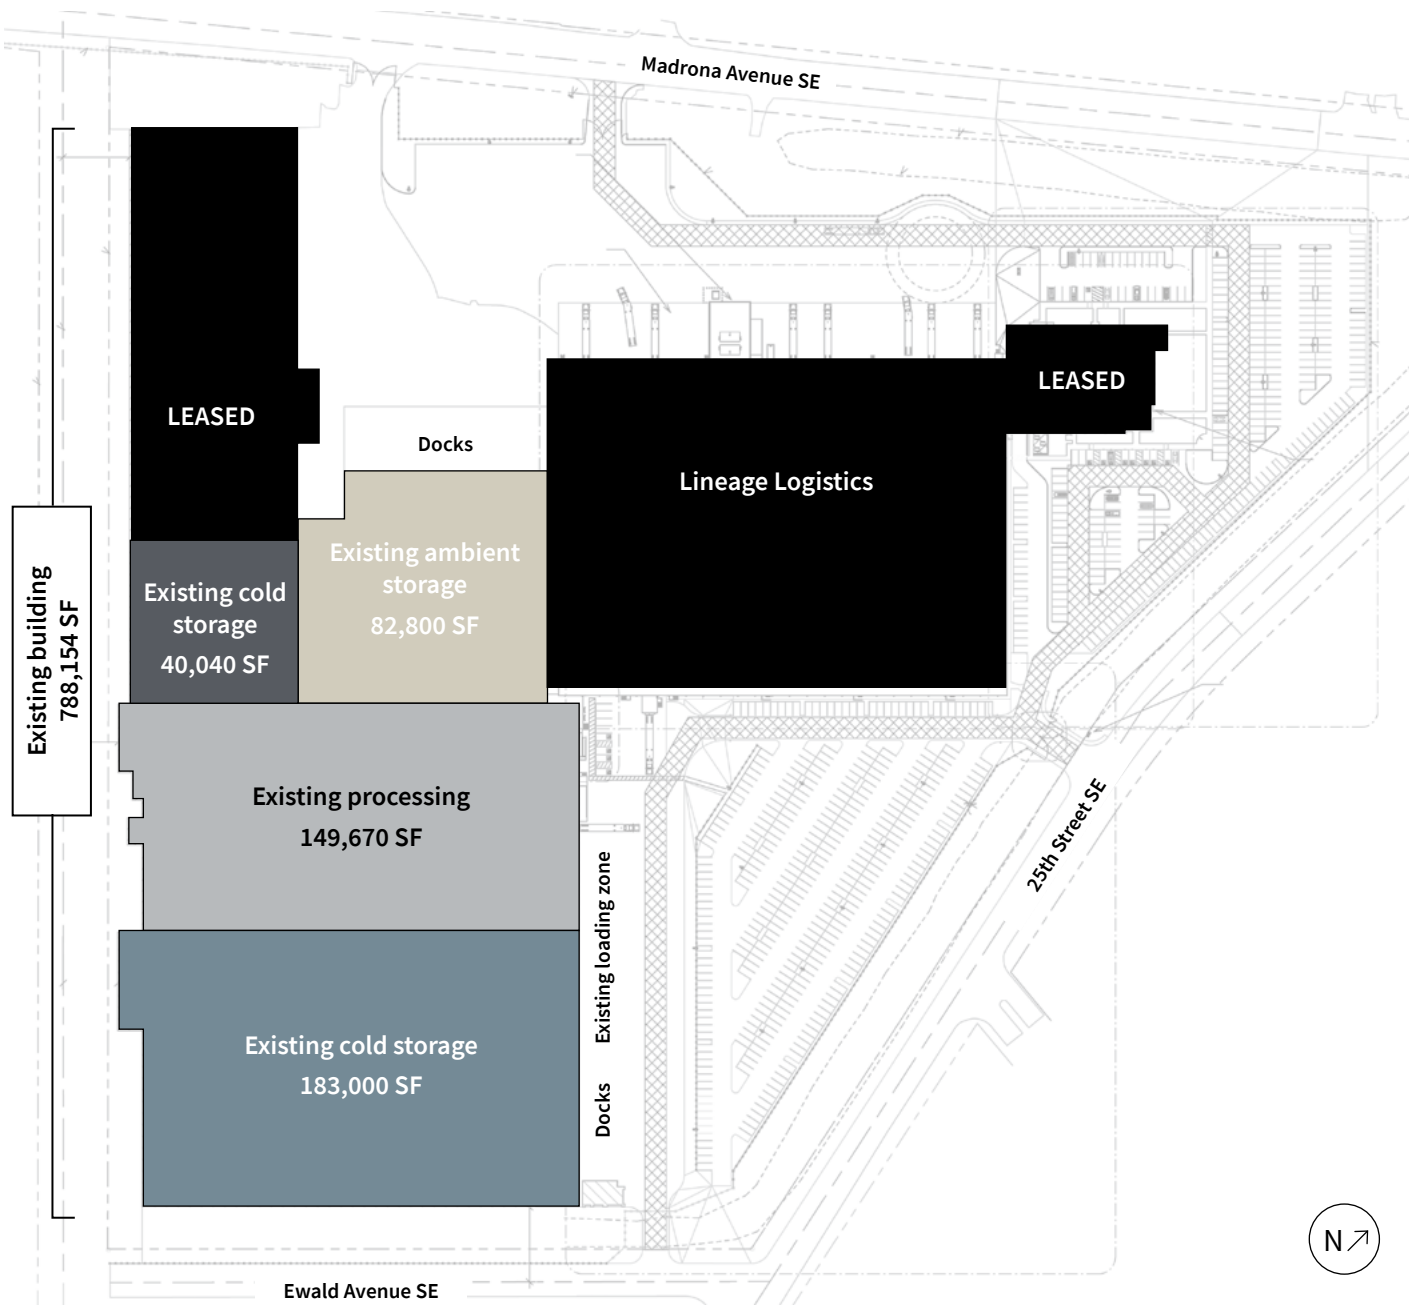 Madrona Avenue SE
LEASED
LEASED
Docks
Lineage Logistics
Existing ambient
storage
82,800 SF
Existing cold
storage
40,040 SF
Existing building
788,154 SF
Existing processing
149,670 SF
25th Street SE
Existing loading zone
Existing cold storage
183,000 SF
Docks
N
Ewald Avenue SE